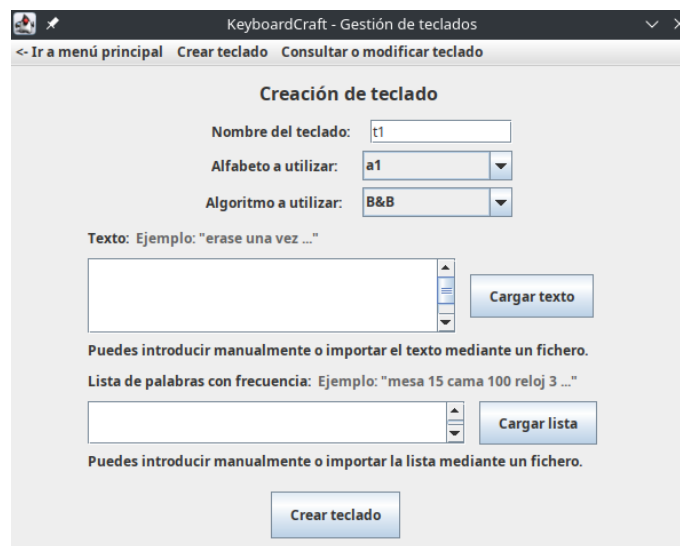 KeyboardCraft - Gestión de teclados
<- Ir a menú principal Crear teclado Consultar o modificar teclado
Creación de teclado
Nombre del teclado: t1
Alfabeto a utilizar: a1
Algoritmo a utilizar: B&B
Texto: Ejemplo: "erase una vez ..."
Cargar texto
Puedes introducir manualmente o importar el texto mediante un fichero.
Lista de palabras con frecuencia: Ejemplo: "mesa 15 cama 100 reloj 3 ..."
Cargar lista
Puedes introducir manualmente o importar la lista mediante un fichero.
Crear teclado